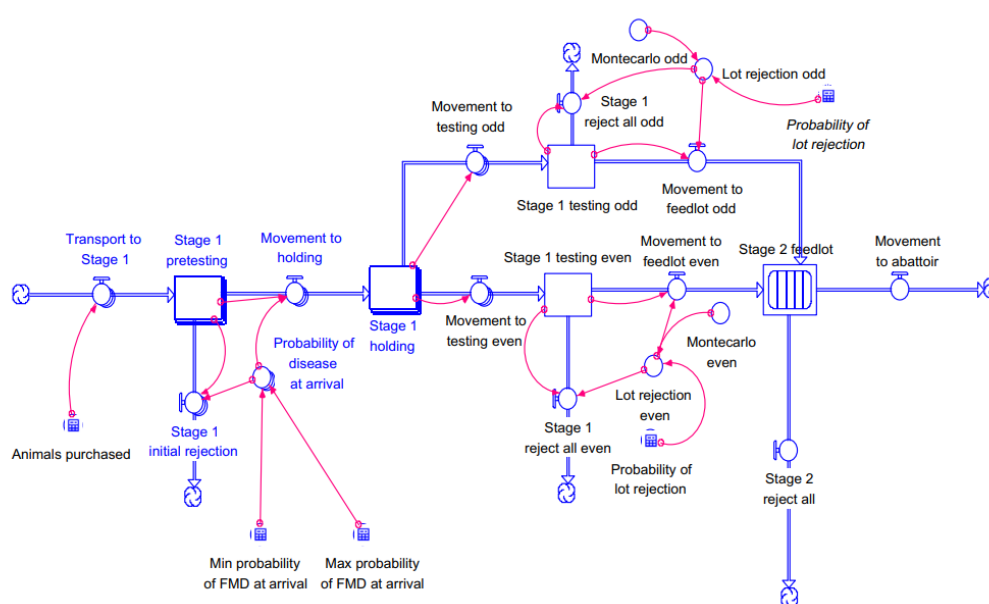 Montecarlo odd
Lot rejection odd
Stage 1
reject all odd
Movement to
testing odd
Probability of
lot rejection
Stage 1 testing odd
Movement to
feedlot odd
Transport to
Stage 1
Stage 1
pretesting
Movement to
holding
Stage 1 testing even
Movement to
feedlot even
Stage 2 feedlot
Movement
to abattoir
Stage 1
holding
Movement to
testing even
Probability of
disease
at arrival
Montecarlo
even
Lot rejection
even
Animals purchased
Stage 1
initial rejection
Stage 1
reject all even
Probability of
lot rejection
Stage 2
reject all
Min probability
of FMD at arrival
Max probability
of FMD at arrival